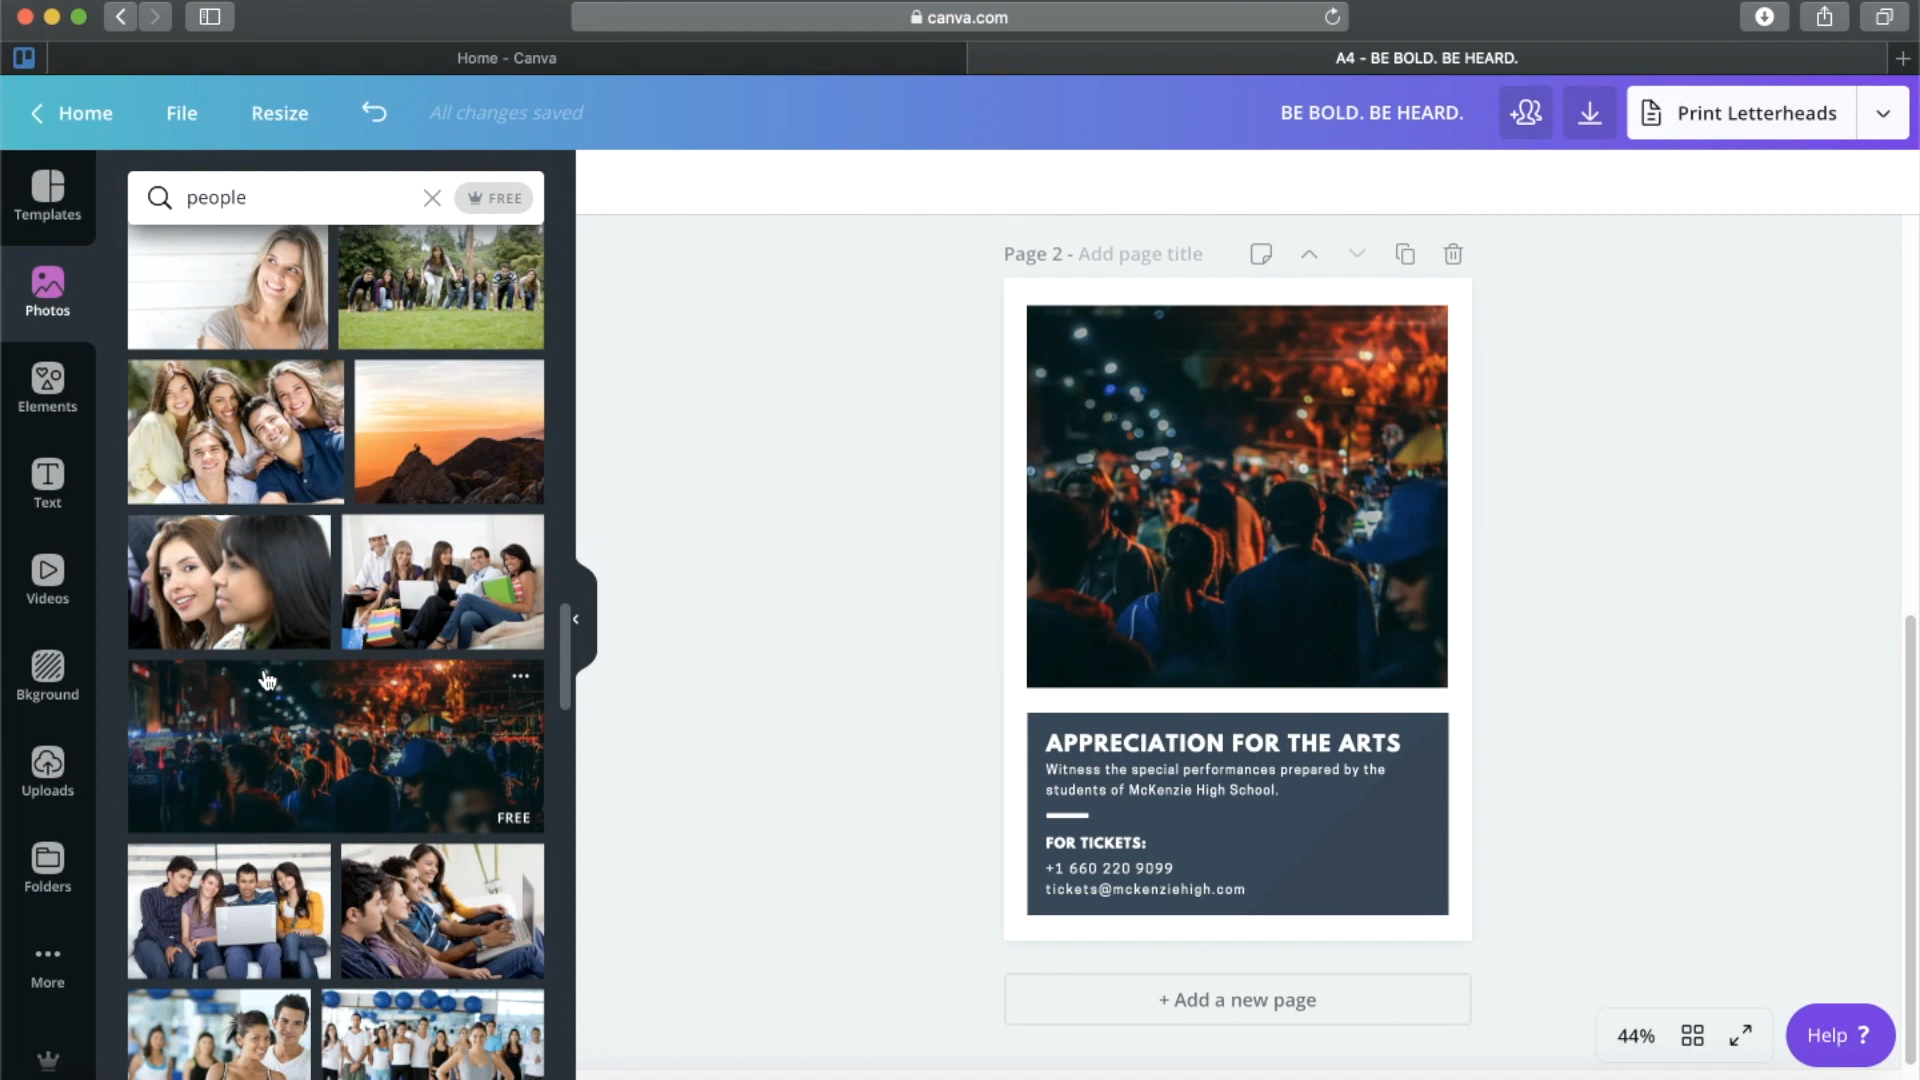 canva.com
Home - Canva
A4 - BE BOLD. BE HEARD.
Home
File
Resize
All changes saved
BE BOLD. BE HEARD.
Print Letterheads
Templates
Photos
Elements
Text
Videos
Bkground
Uploads
Folders
More
people
FREE
FREE
Page 2 - Add page title
APPRECIATION FOR THE ARTS
Witness the special performances prepared by the
students of McKenzie High School.
FOR TICKETS:
+1 660 220 9099
tickets@mckenziehigh.com
+ Add a new page
44%
Help ?